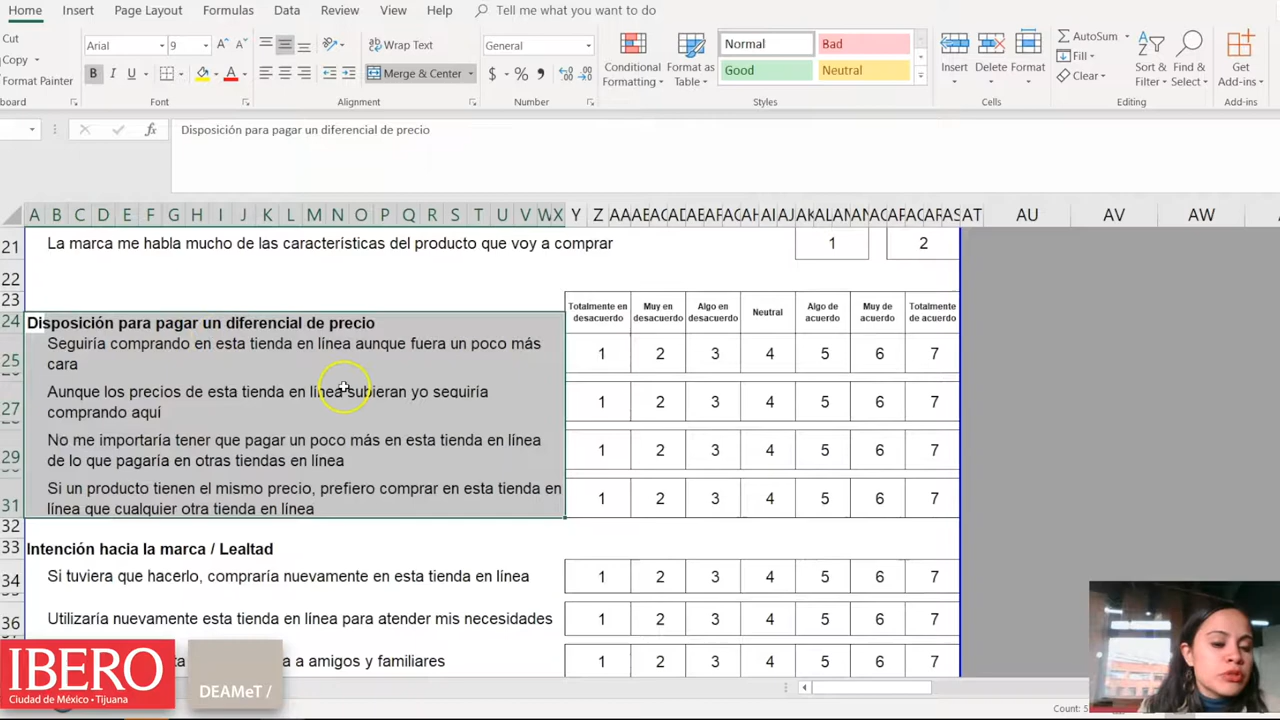 Home Insert Page Layout Formulas Data Review View Help Tell me what you want to do
Cut
Copy
Format Painter
board
Arial 9
B I U
Font
Wrap Text
Merge & Center
Alignment
General
$ % ,
Number
Conditional Formatting
Format as Table
Normal Bad
Good Neutral
Styles
Insert Delete Format
Cells
AutoSum
Fill
Clear
Sort & Filter
Find & Select
Editing
Get Add-ins
Add-ins
fx Disposición para pagar un diferencial de precio
A B C D E F G H I J K L M N O P Q R S T U V W X Y Z AT AU AV AW
21 La marca me habla mucho de las características del producto que voy a comprar 1 2
22
23 Totalmente en desacuerdo Muy en desacuerdo Algo en desacuerdo Neutral Algo de acuerdo Muy de acuerdo Totalmente de acuerdo
24 Disposición para pagar un diferencial de precio
25 Seguiría comprando en esta tienda en línea aunque fuera un poco más
cara 1 2 3 4 5 6 7
27 Aunque los precios de esta tienda en línea subieran yo seguiría
comprando aquí 1 2 3 4 5 6 7
29 No me importaría tener que pagar un poco más en esta tienda en línea
de lo que pagaría en otras tiendas en línea 1 2 3 4 5 6 7
31 Si un producto tienen el mismo precio, prefiero comprar en esta tienda en
línea que cualquier otra tienda en línea 1 2 3 4 5 6 7
32
33 Intención hacia la marca / Lealtad
34 Si tuviera que hacerlo, compraría nuevamente en esta tienda en línea 1 2 3 4 5 6 7
36 Utilizaría nuevamente esta tienda en línea para atender mis necesidades 1 2 3 4 5 6 7
a amigos y familiares 1 2 3 4 5 6 7
IBERO
Ciudad de México • Tijuana
DEAMeT /
Count: 5